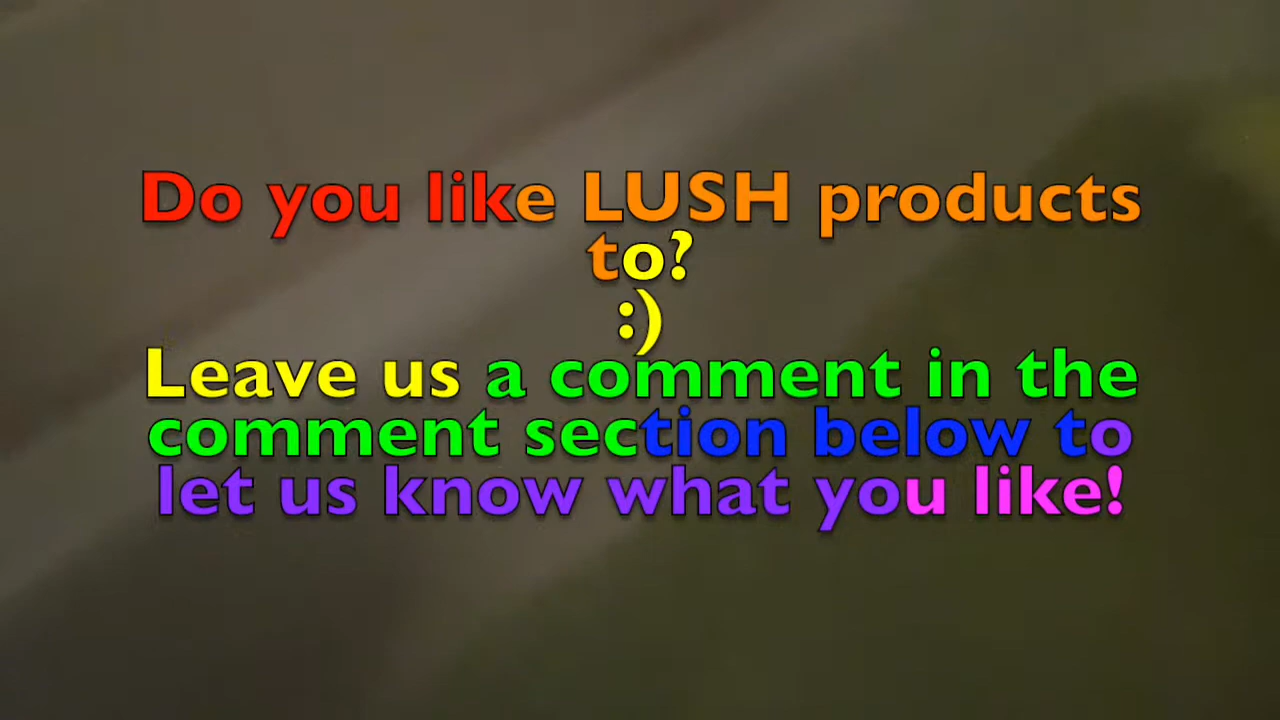 Do you like LUSH products
to?
:)
Leave us a comment in the
comment section below to
let us know what you like!